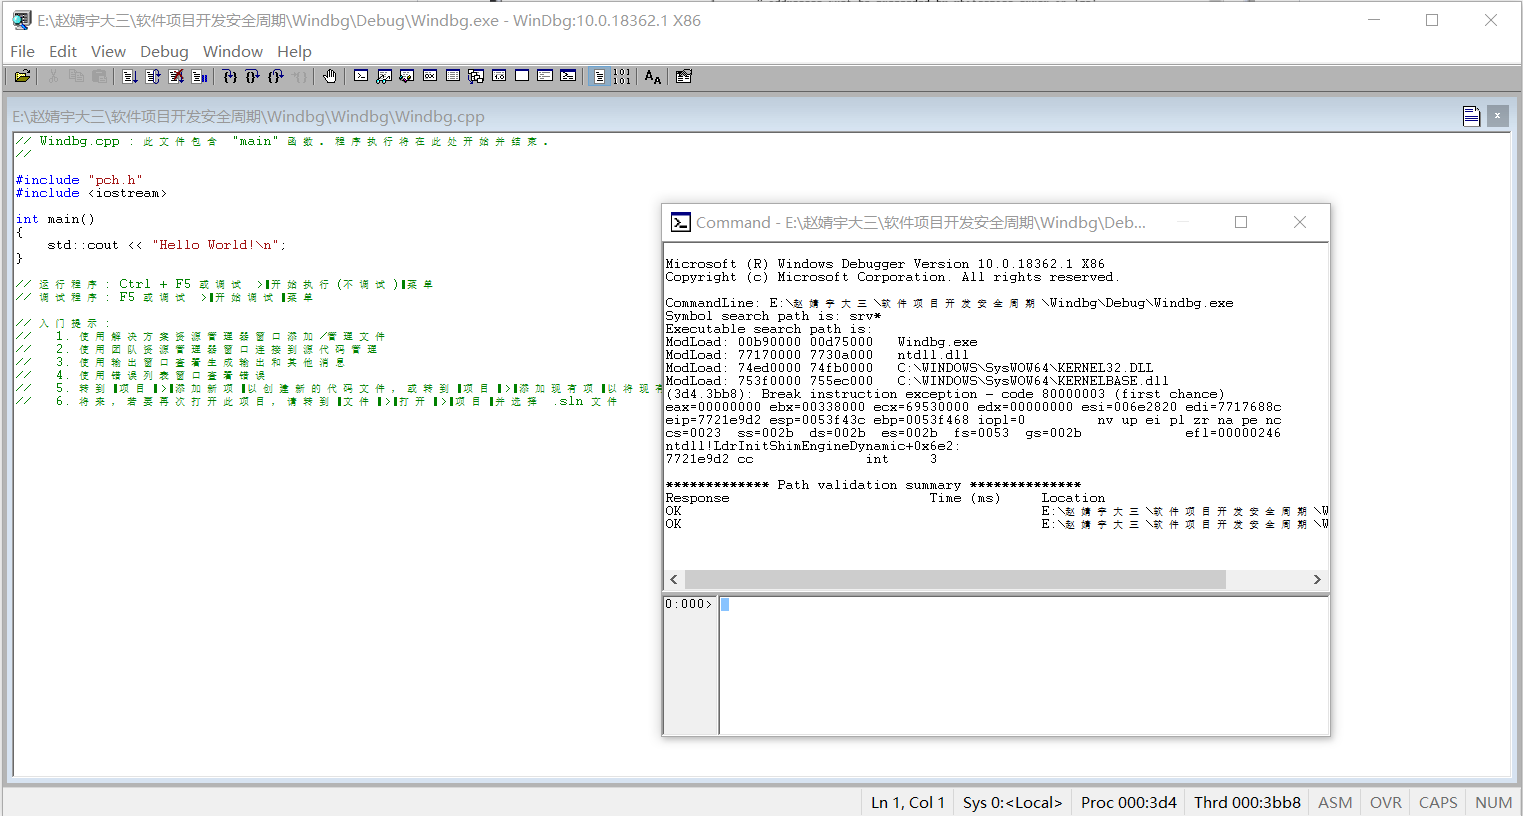 E:\赵婧宇大三\软件项目开发安全周期\Windbg\Debug\Windbg.exe - WinDbg:10.0.18362.1 X86
File Edit View Debug Window Help
E:\赵婧宇大三\软件项目开发安全周期\Windbg\Windbg\Windbg.cpp
// Windbg.cpp : 此文件包含 "main" 函数。程序执行将在此处开始并结束。
//
#include "pch.h"
#include <iostream>
int main()
{
std::cout << "Hello World!\n";
}
// 运行程序: Ctrl + F5 或调试 >“开始执行(不调试)”菜单
// 调试程序: F5 或调试 >“开始调试”菜单
// 入门提示:
// 1. 使用解决方案资源管理器窗口添加/管理文件
// 2. 使用团队资源管理器窗口连接到源代码管理
// 3. 使用输出窗口查看生成输出和其他消息
// 4. 使用错误列表窗口查看错误
// 5. 转到“项目”>“添加新项”以创建新的代码文件，或转到“项目”>“添加现有项”以将现有
// 6. 将来，若要再次打开此项目，请转到“文件”>“打开”>“项目”并选择 .sln 文件
Command - E:\赵婧宇大三\软件项目开发安全周期\Windbg\Deb...
Microsoft (R) Windows Debugger Version 10.0.18362.1 X86
Copyright (c) Microsoft Corporation. All rights reserved.
CommandLine: E:\赵婧宇大三\软件项目开发安全周期\Windbg\Debug\Windbg.exe
Symbol search path is: srv*
Executable search path is:
ModLoad: 00b90000 00d75000 Windbg.exe
ModLoad: 77170000 7730a000 ntdll.dll
ModLoad: 74ed0000 74fb0000 C:\WINDOWS\SysWOW64\KERNEL32.DLL
ModLoad: 753f0000 755ec000 C:\WINDOWS\SysWOW64\KERNELBASE.dll
(3d4.3bb8): Break instruction exception - code 80000003 (first chance)
eax=00000000 ebx=00338000 ecx=69530000 edx=00000000 esi=006e2820 edi=7717688c
eip=7721e9d2 esp=0053f43c ebp=0053f468 iopl=0 nv up ei pl zr na pe nc
cs=0023 ss=002b ds=002b es=002b fs=0053 gs=002b efl=00000246
ntdll!LdrInitShimEngineDynamic+0x6e2:
7721e9d2 cc int 3
************* Path validation summary **************
Response Time (ms) Location
OK E:\赵婧宇大三\软件项目开发安全周期\W
OK E:\赵婧宇大三\软件项目开发安全周期\W
0:000>
Ln 1, Col 1 Sys 0:<Local> Proc 000:3d4 Thrd 000:3bb8 ASM OVR CAPS NUM